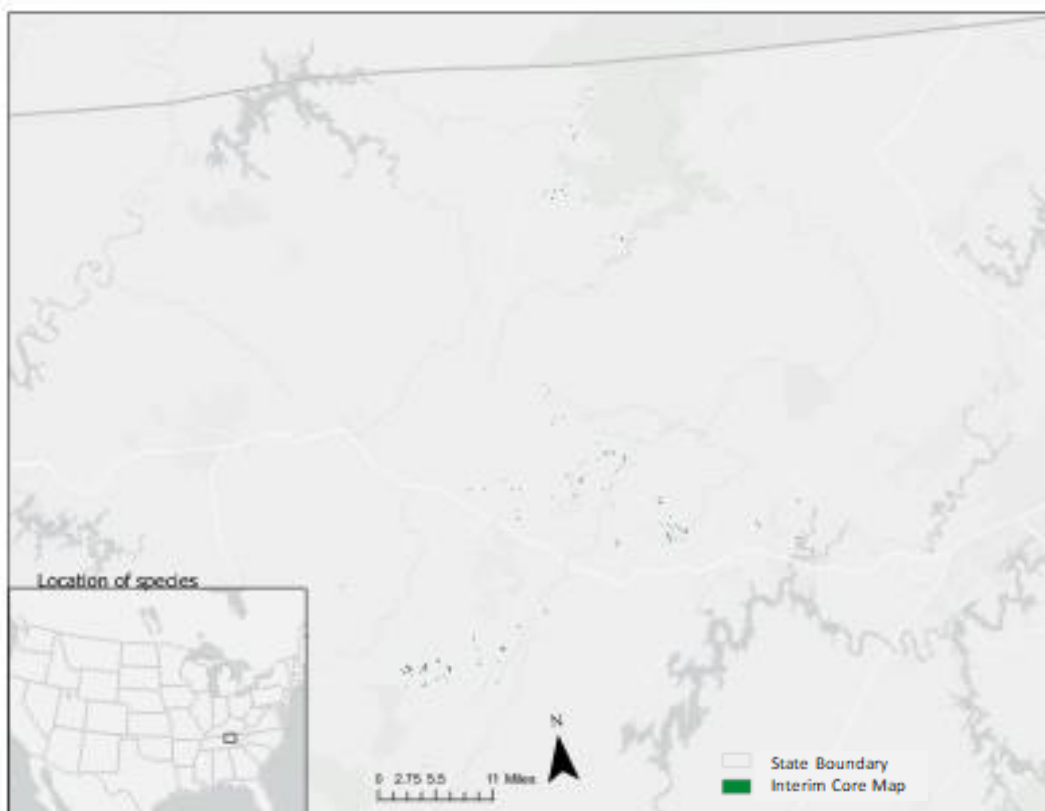 Location of species
N
0 2.75 5.5 11 Miles
State Boundary
Interim Core Map